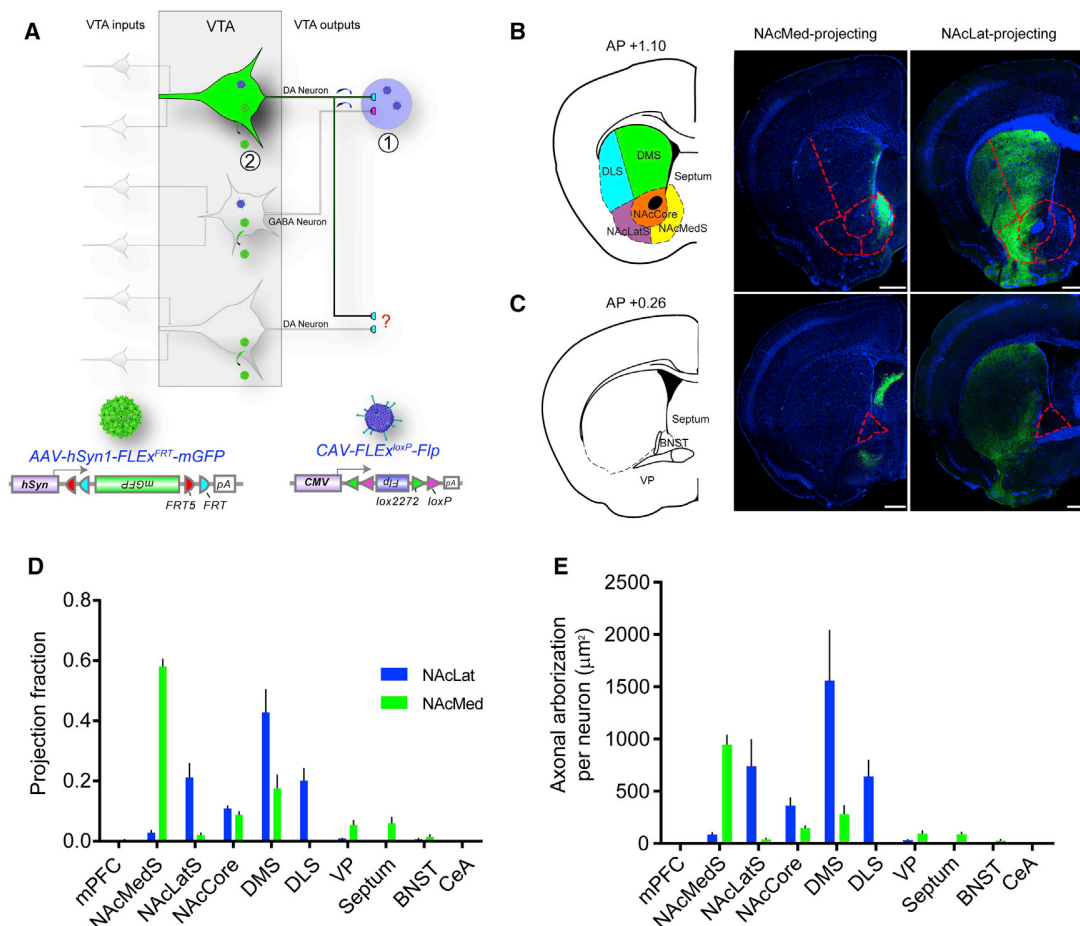 A
VTA inputs
VTA
VTA outputs
DA Neuron
1
2
GABA Neuron
DA Neuron
?
AAV-hSyn1-FLEx^FRT-mGFP
hSyn
mGFP
pA
FRT5
FRT
CAV-FLEx^loxP-Flp
CMV
Flp
pA
lox2272
loxP
B
AP +1.10
NAcMed-projecting
NAcLat-projecting
DLS
DMS
Septum
NAcCore
NAcLatS
NAcMedS
C
AP +0.26
Septum
BNST
VP
D
Projection fraction
0.8
0.6
0.4
0.2
0.0
NAcLat
NAcMed
mPFC
NAcMedS
NAcLatS
NAcCore
DMS
DLS
VP
Septum
BNST
CeA
E
Axonal arborization
per neuron (μm²)
2500
2000
1500
1000
500
0
mPFC
NAcMedS
NAcLatS
NAcCore
DMS
DLS
VP
Septum
BNST
CeA